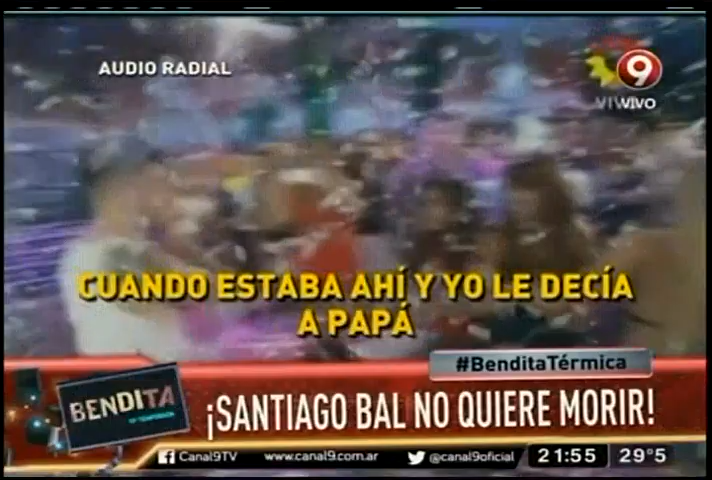 AUDIO RADIAL
9
VIVO
CUANDO ESTABA AHÍ Y YO LE DECÍA
A PAPÁ
#BenditaTérmica
BENDITA
¡SANTIAGO BAL NO QUIERE MORIR!
Canal9TV www.canal9.com.ar @canal9oficial 21:55 29°5